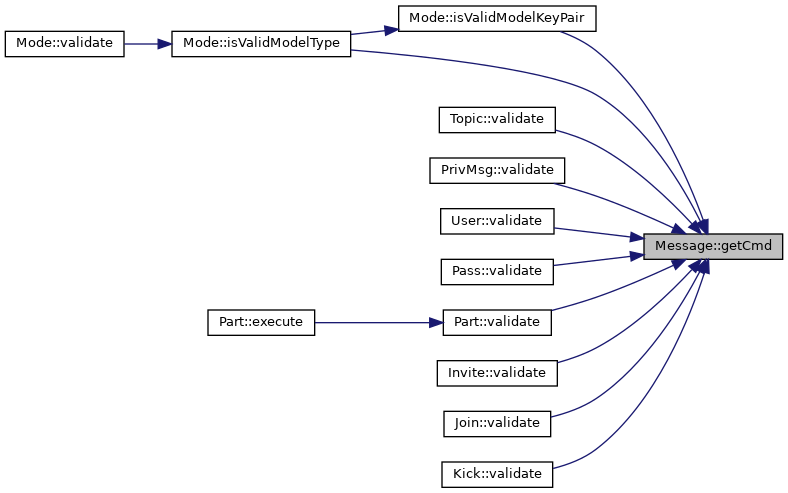 Mode::isValidModelKeyPair
Mode::validate
Mode::isValidModelType
Topic::validate
PrivMsg::validate
User::validate
Message::getCmd
Pass::validate
Part::execute
Part::validate
Invite::validate
Join::validate
Kick::validate